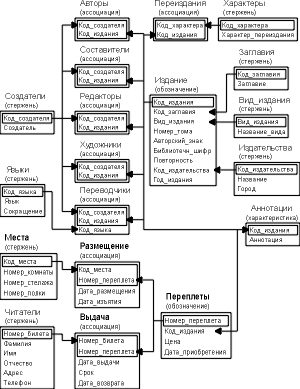 Авторы
(ассоциация)
Код_создателя
Код_издания
Переиздания
(ассоциация)
Код_характера
Код_издания
Характеры
(стержень)
Код_характера
Характер_переиздания
Составители
(ассоциация)
Код_создателя
Код_издания
Заглавия
(стержень)
Код_заглавия
Заглавие
Издание
(обозначение)
Код_издания
Код_заглавия
Вид_издания
Номер_тома
Авторский_знак
Библиотечн_шифр
Повторность
Код_издательства
Год_издания
Создатели
(стержень)
Код_создателя
Создатель
Редакторы
(ассоциация)
Код_создателя
Код_издания
Вид_издания
(стержень)
Вид_издания
Название_вида
Художники
(ассоциация)
Код_создателя
Код_издания
Издательства
(стержень)
Код_издательства
Название
Город
Языки
(стержень)
Код_языка
Язык
Сокращение
Переводчики
(ассоциация)
Код_создателя
Код_издания
Код_языка
Аннотации
(характеристика)
Код_издания
Аннотация
Места
(стержень)
Код_места
Номер_комнаты
Номер_стелажа
Номер_полки
Размещение
(ассоциация)
Код_места
Номер_переплета
Дата_размещения
Дата_изъятия
Переплеты
(обозначение)
Номер_переплета
Код_издания
Цена
Дата_приобретения
Читатели
(стержень)
Номер_билета
Фамилия
Имя
Отчество
Адрес
Телефон
Выдача
(ассоциация)
Номер_билета
Номер_переплета
Дата_выдачи
Срок
Дата_возврата